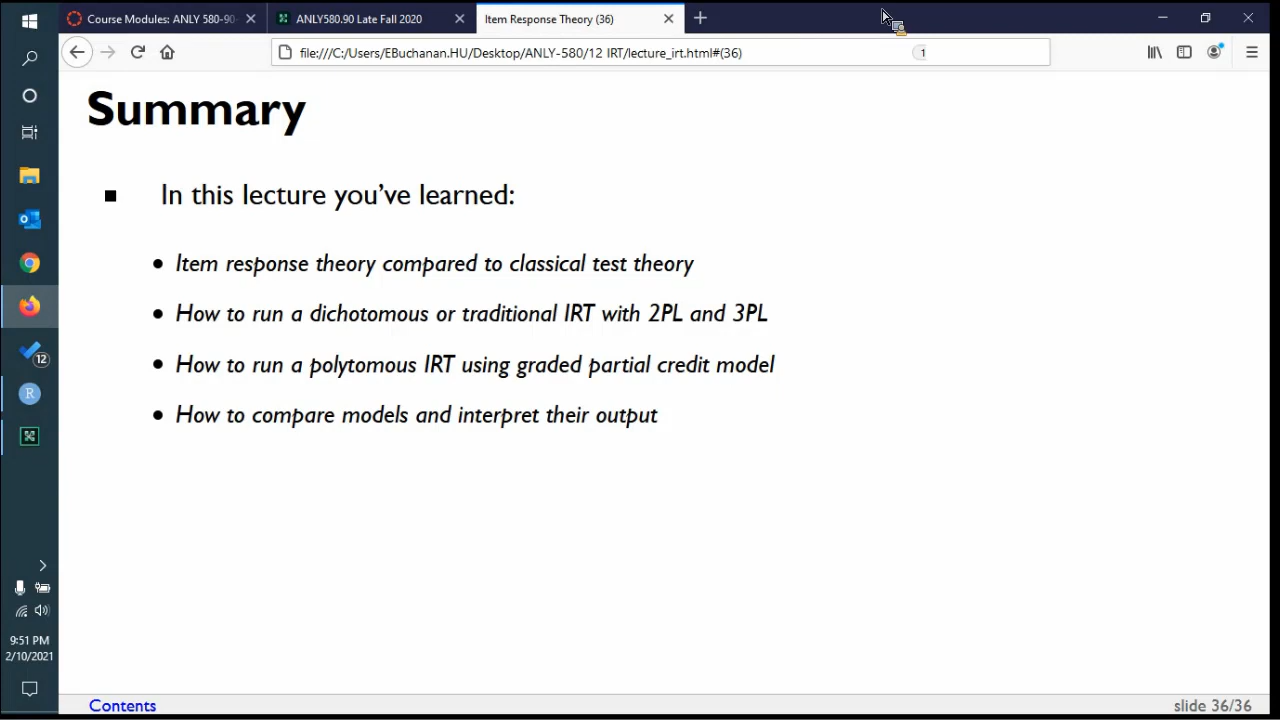 Course Modules: ANLY 580-90-
ANLY580.90 Late Fall 2020
Item Response Theory (36)
file:///C:/Users/EBuchanan.HU/Desktop/ANLY-580/12 IRT/lecture_irt.html#(36)
1
Summary
In this lecture you've learned:
Item response theory compared to classical test theory
How to run a dichotomous or traditional IRT with 2PL and 3PL
How to run a polytomous IRT using graded partial credit model
How to compare models and interpret their output
12
R
9:51 PM
2/10/2021
Contents
slide 36/36